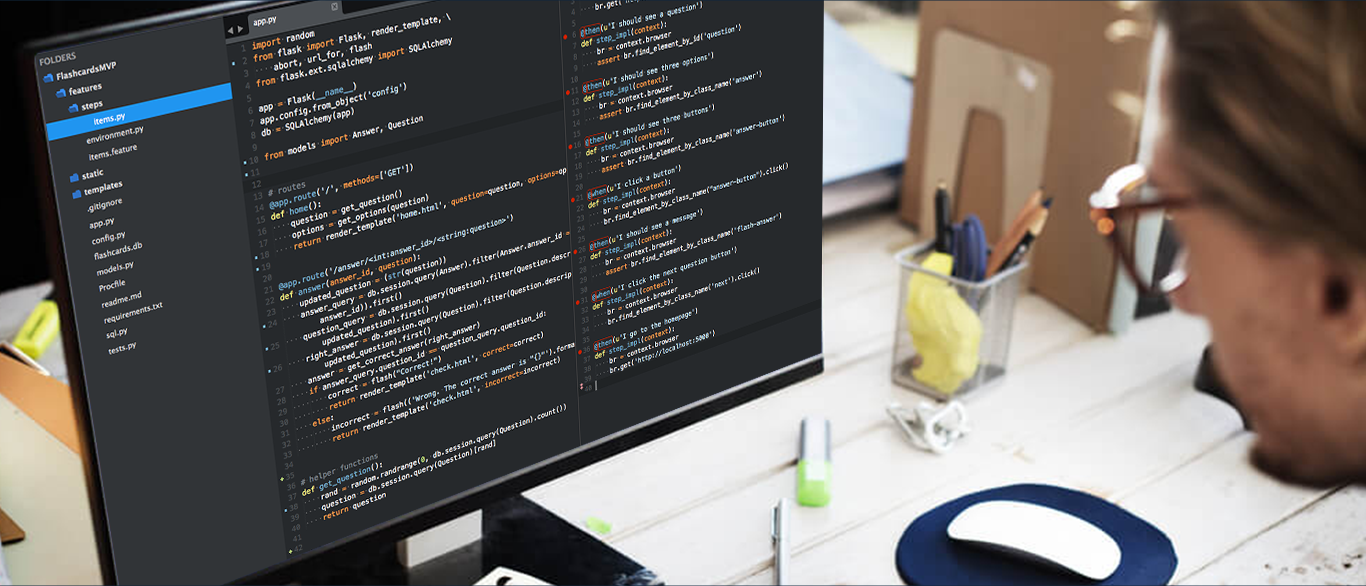 FOLDERS
FlashcardsMVP
features
steps
items.py
environment.py
items.feature
static
templates
.gitignore
app.py
config.py
flashcards.db
models.py
Procfile
readme.md
requirements.txt
sql.py
tests.py
app.py
import random
from flask import Flask, render_template, \
abort, url_for, flash
from flask.ext.sqlalchemy import SQLAlchemy
app = Flask(__name__)
app.config.from_object('config')
db = SQLAlchemy(app)
from models import Answer, Question
# routes
@app.route('/', methods=['GET'])
def home():
question = get_question()
options = get_options(question)
return render_template('home.html', question=question, options=op
@app.route('/answer/<int:answer_id>/<string:question>')
def answer(answer_id, question):
updated_question = (str(question))
answer_query = db.session.query(Answer).filter(Answer.answer_id =
answer_id).first()
question_query = db.session.query(Question).filter(Question.descr
updated_question).first()
right_answer = db.session.query(Question).filter(Question.descrip
updated_question).first()
answer = get_correct_answer(right_answer)
if answer_query.question_id == question_query.question_id:
correct = flash("Correct!")
return render_template('check.html', correct=correct)
else:
incorrect = flash(('Wrong. The correct answer is "{}"').forma
return render_template('check.html', incorrect=incorrect)
# helper functions
def get_question():
rand = random.randrange(0, db.session.query(Question).count())
question = db.session.query(Question)[rand]
return question
@then(u'I should see a question')
def step_impl(context):
br = context.browser
assert br.find_element_by_id('question')
@then(u'I should see three options')
def step_impl(context):
br = context.browser
assert br.find_element_by_class_name('answer')
@then(u'I should see three buttons')
def step_impl(context):
br = context.browser
assert br.find_element_by_class_name('answer-button')
@when(u'I click a button')
def step_impl(context):
br = context.browser
br.find_element_by_class_name("answer-button").click()
@then(u'I should see a message')
def step_impl(context):
br = context.browser
assert br.find_element_by_class_name('flash-answer')
@when(u'I click the next question button')
def step_impl(context):
br = context.browser
br.find_element_by_class_name('next').click()
@then(u'I go to the homepage')
def step_impl(context):
br = context.browser
br.get('http://localhost:5000')